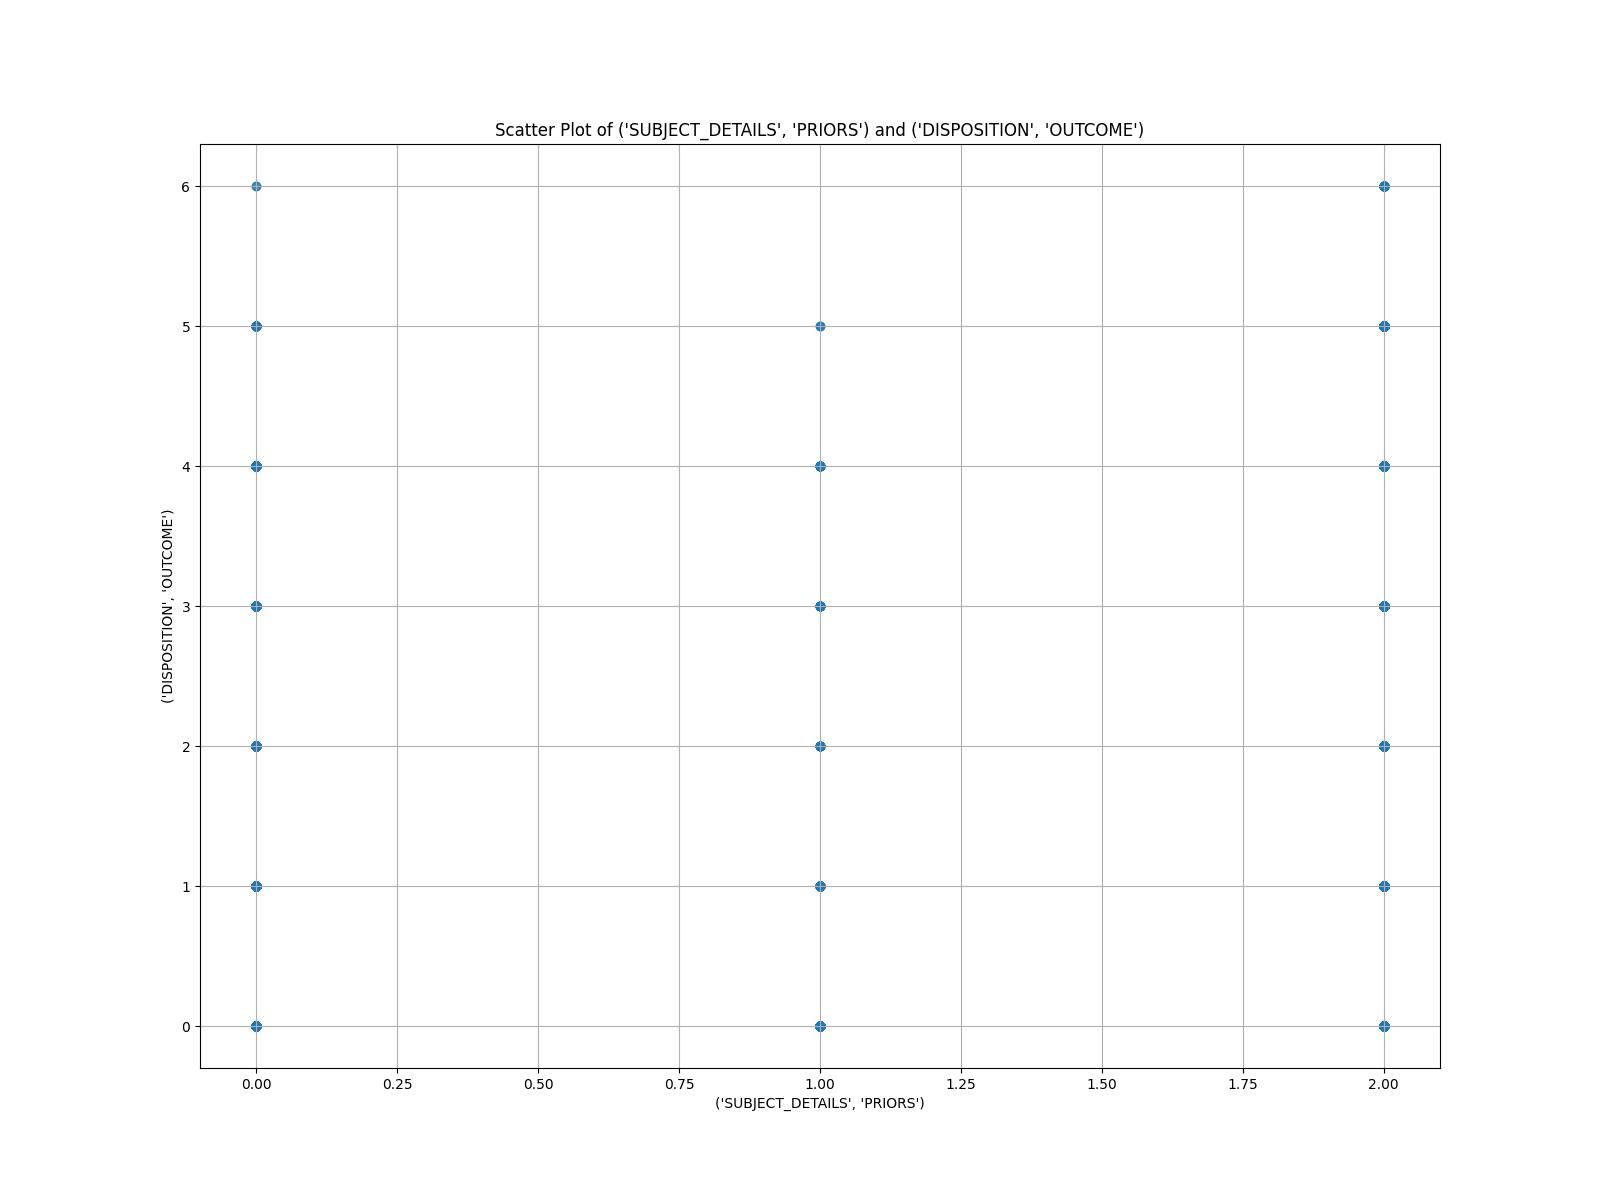 Scatter Plot of ('SUBJECT_DETAILS', 'PRIORS') and ('DISPOSITION', 'OUTCOME')
6
5
4
3
2
1
0
('DISPOSITION', 'OUTCOME')
0.00 0.25 0.50 0.75 1.00 1.25 1.50 1.75 2.00
('SUBJECT_DETAILS', 'PRIORS')